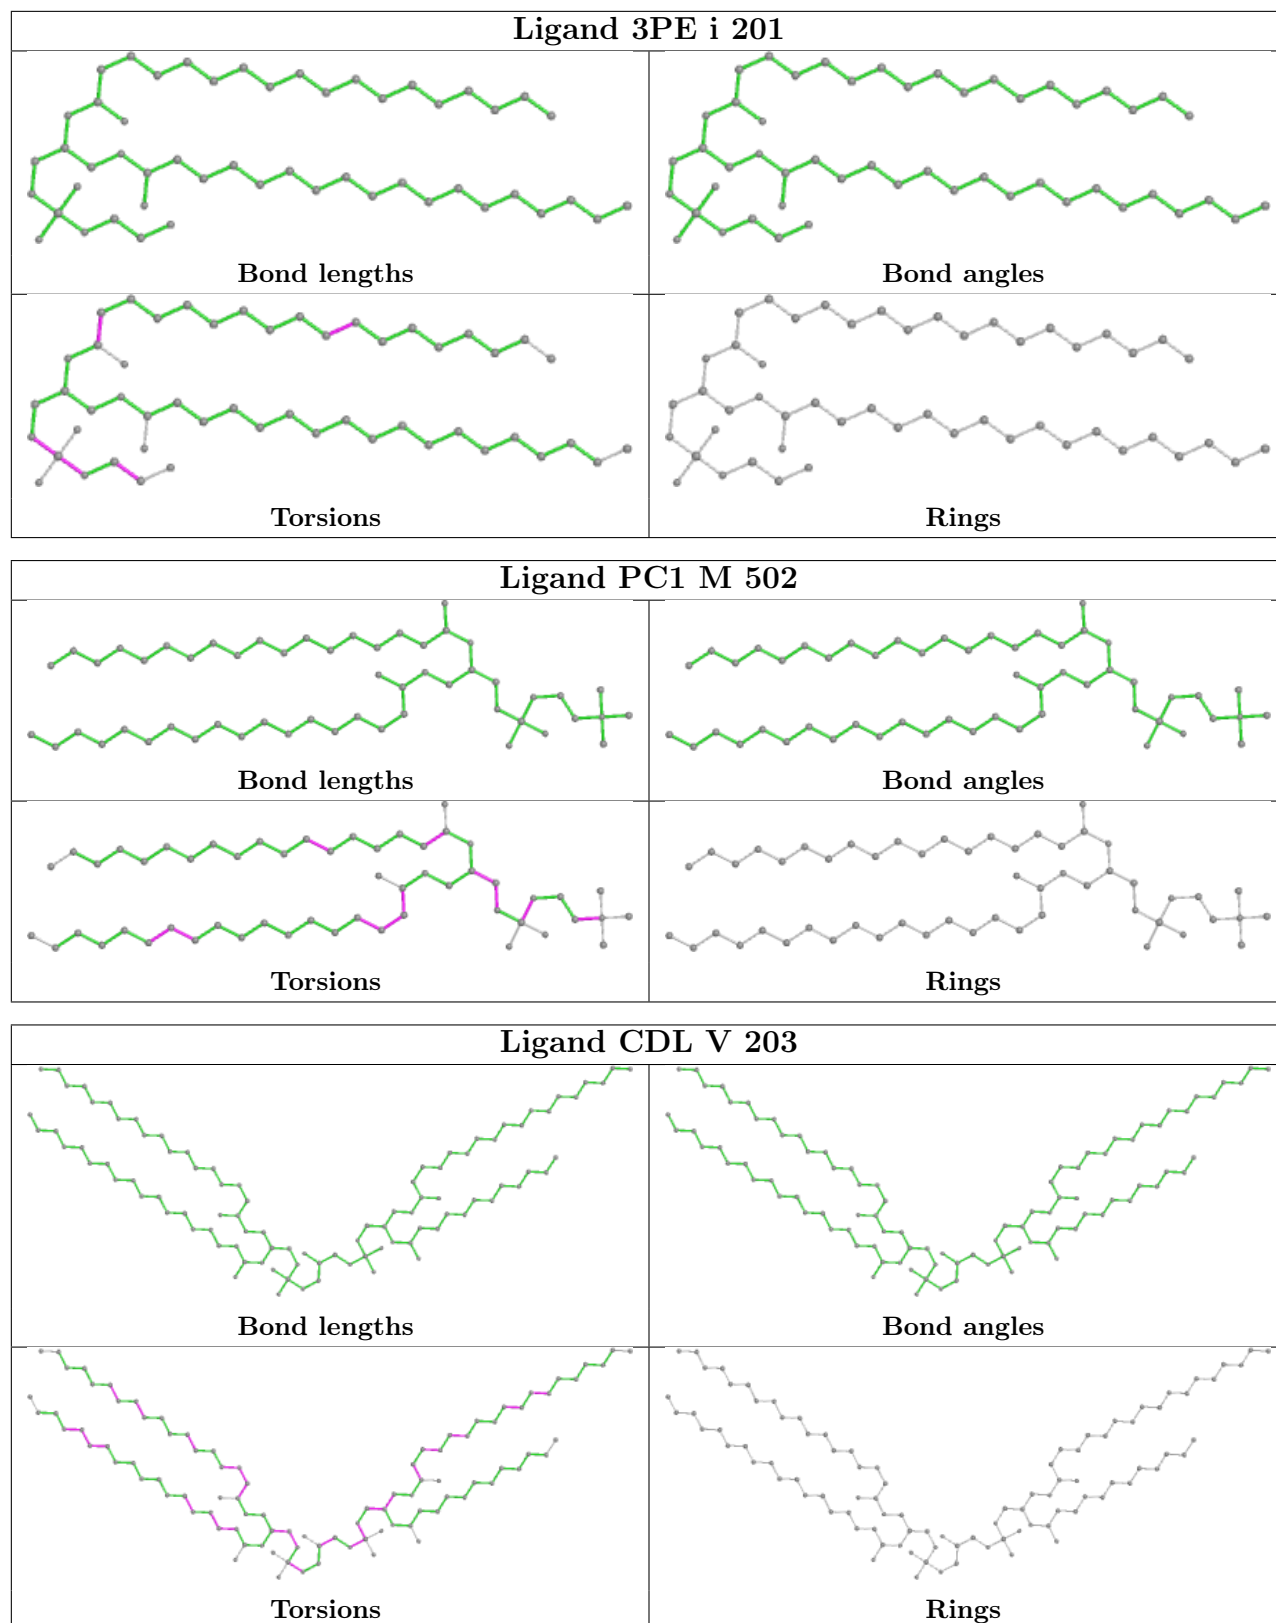 Ligand 3PE i 201
Bond lengths
Bond angles
Torsions
Rings
Ligand PC1 M 502
Bond lengths
Bond angles
Torsions
Rings
Ligand CDL V 203
Bond lengths
Bond angles
Torsions
Rings